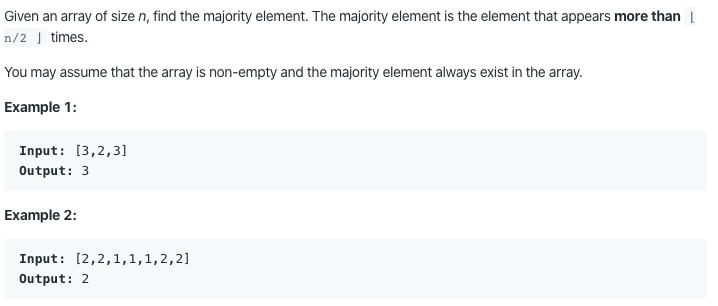 Given an array of size n, find the majority element. The majority element is the element that appears more than ⌊
n/2 ⌋ times.
You may assume that the array is non-empty and the majority element always exist in the array.
Example 1:
Input: [3,2,3]
Output: 3
Example 2:
Input: [2,2,1,1,1,2,2]
Output: 2